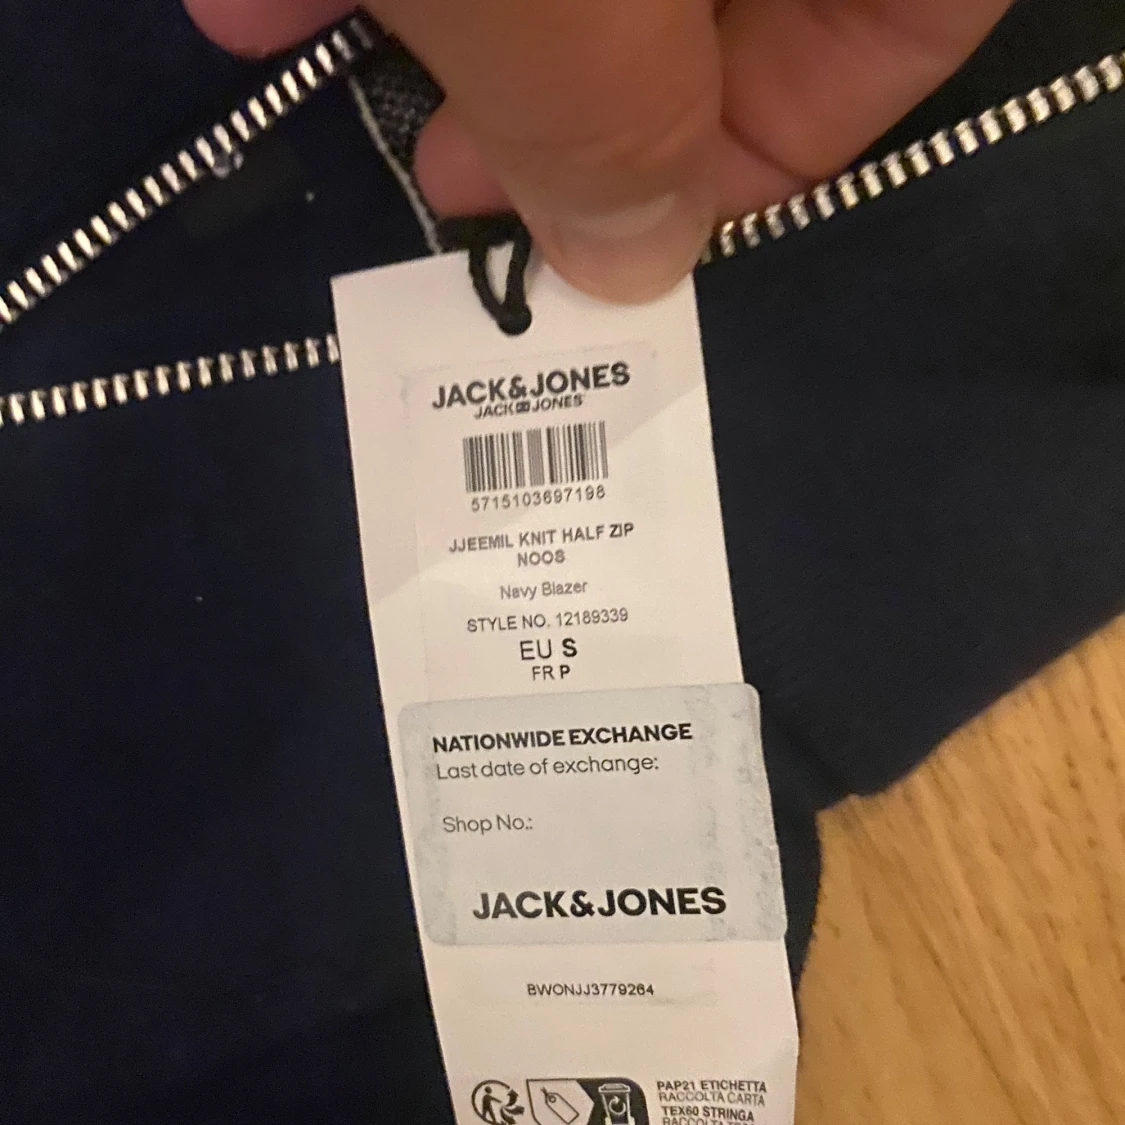 JACK&JONES
JACK JONES
5715103697198
JJEEMIL KNIT HALF ZIP
NOOS
Navy Blazer
STYLE NO. 12189339
EU S
FR P
NATIONWIDE EXCHANGE
Last date of exchange:
Shop No.:
JACK&JONES
BWONJJ3779264
PAP21 ETICHETTA
RACCOLTA CARTA
TEX60 STRINGA
RACCOLTA